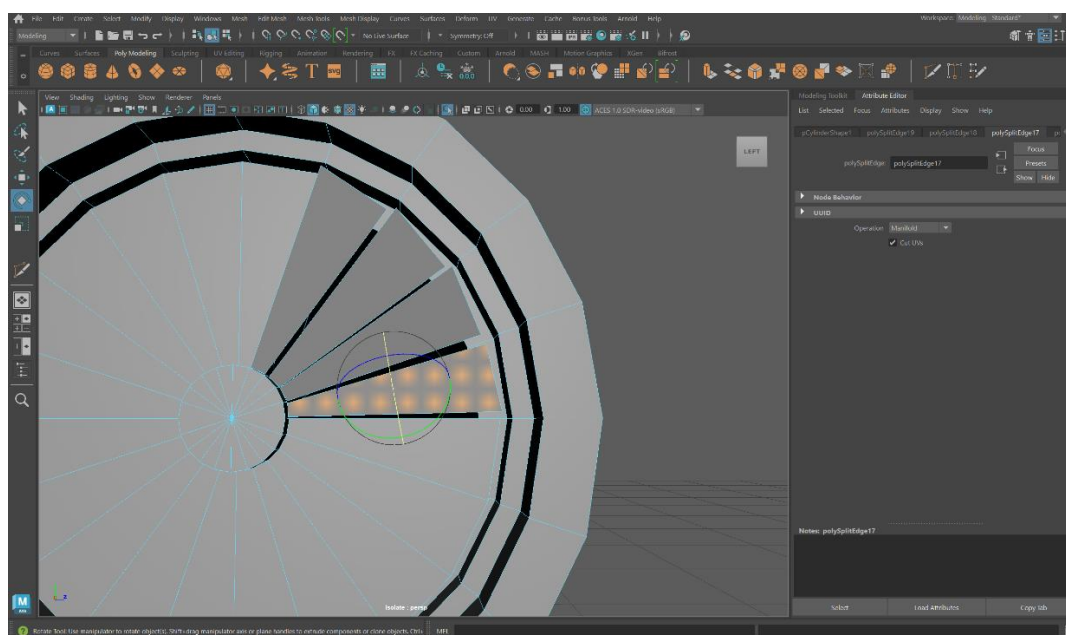 File Edit Create Select Modify Display Windows Mesh Edit Mesh Mesh Tools Mesh Display Curves Surfaces Deform UV Generate Cache Bonus Tools Arnold Help
Workspace: Modeling - Standard*
Modeling No Live Surface Symmetry: Off
Curves Surfaces Poly Modeling Sculpting UV Editing Rigging Animation Rendering FX FX Caching Custom Arnold MASH Motion Graphics XGen Bifrost
View Shading Lighting Show Renderer Panels
0.00 1.00 ACES 1.0 SDR-video (sRGB)
LEFT
Isolate : persp
Modeling Toolkit Attribute Editor
List Selected Focus Attributes Display Show Help
pCylinderShape1 polySplitEdge17
polySplitEdge: polySplitEdge17
Focus
Presets
Show Hide
Node Behavior
UUID
Operation Manifold
Cut UVs
Notes: polySplitEdge17
Select Load Attributes Copy Tab
Rotate Tool: Use manipulator to rotate object(s). Shift+drag manipulator axis or plane handles to extrude components or clone objects. Ctrl+
MEL